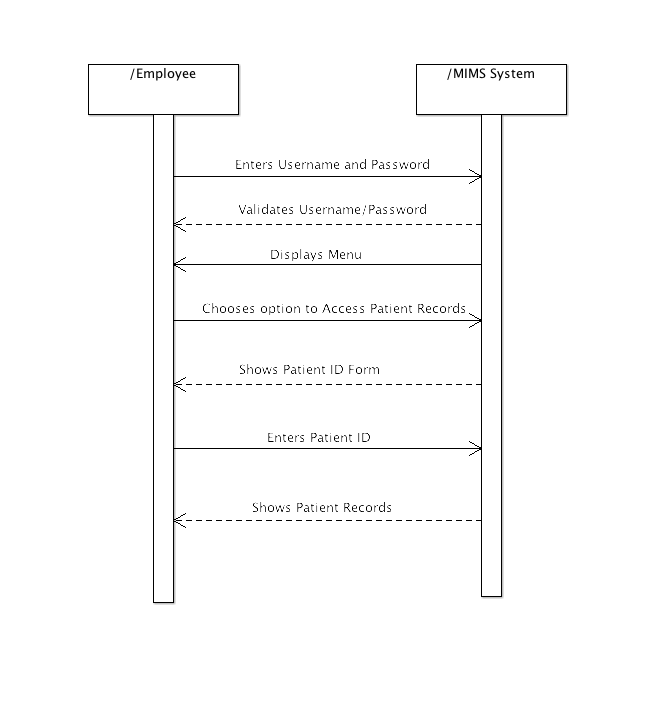 /Employee
/MIMS System
Enters Username and Password
Validates Username/Password
Displays Menu
Chooses option to Access Patient Records
Shows Patient ID Form
Enters Patient ID
Shows Patient Records